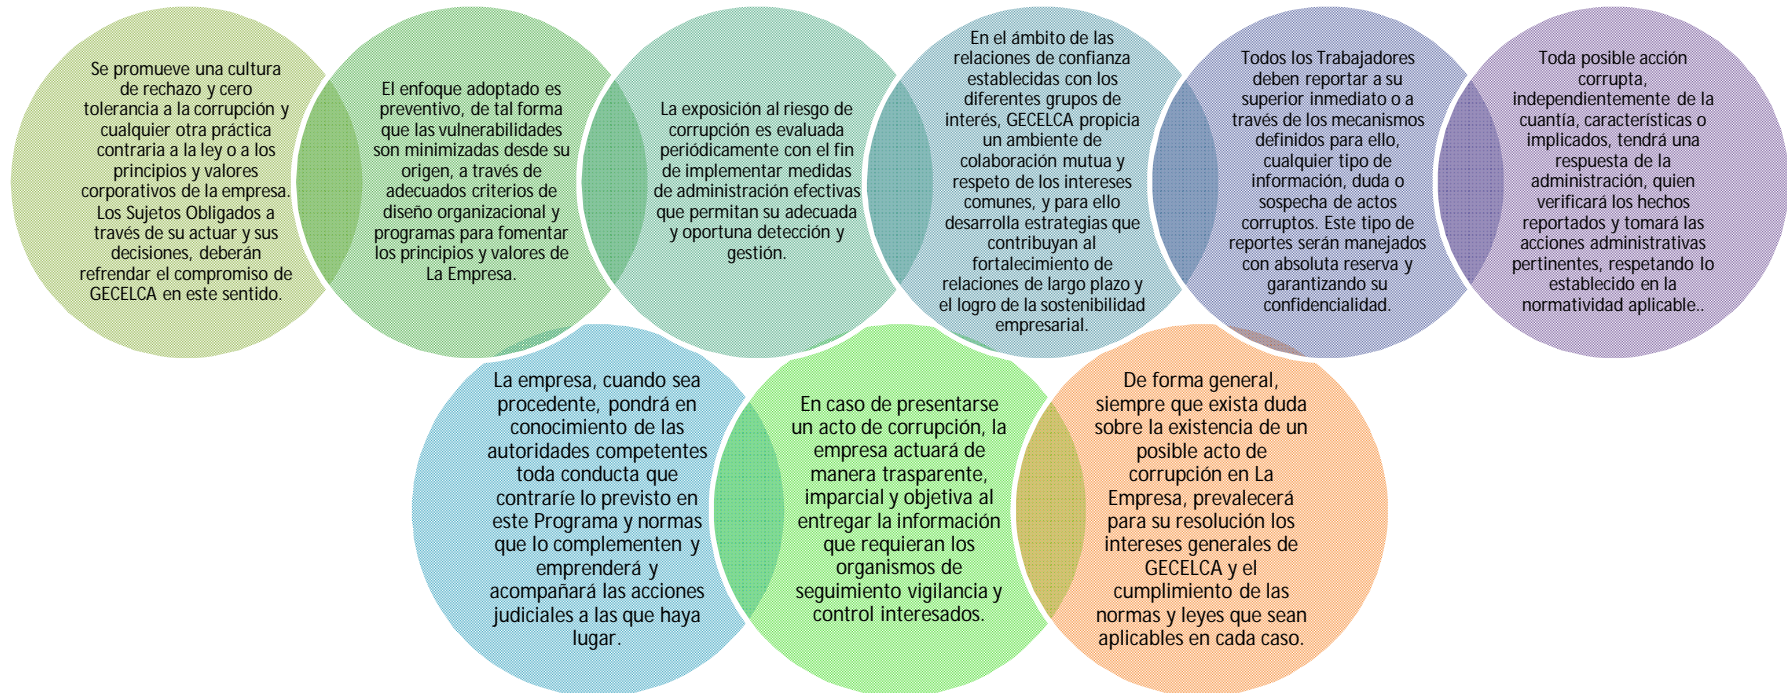 Se promueve una cultura
de rechazo y cero
tolerancia a la corrupción y
cualquier otra práctica
contraria a la ley o a los
principios y valores
corporativos de la empresa.
Los Sujetos Obligados a
través de su actuar y sus
decisiones, deberán
refrendar el compromiso de
GECELCA en este sentido.
El enfoque adoptado es
preventivo, de tal forma
que las vulnerabilidades
son minimizadas desde su
origen, a través de
adecuados criterios de
diseño organizacional y
programas para fomentar
los principios y valores de
La Empresa.
La exposición al riesgo de
corrupción es evaluada
periódicamente con el fin
de implementar medidas
de administración efectivas
que permitan su adecuada
y oportuna detección y
gestión.
En el ámbito de las
relaciones de confianza
establecidas con los
diferentes grupos de
interés, GECELCA propicia
un ambiente de
colaboración mutua y
respeto de los intereses
comunes, y para ello
desarrolla estrategias que
contribuyan al
fortalecimiento de
relaciones de largo plazo y
el logro de la sostenibilidad
empresarial.
Todos los Trabajadores
deben reportar a su
superior inmediato o a
través de los mecanismos
definidos para ello,
cualquier tipo de
información, duda o
sospecha de actos
corruptos. Este tipo de
reportes serán manejados
con absoluta reserva y
garantizando su
confidencialidad.
Toda posible acción
corrupta,
independientemente de la
cuantía, características o
implicados, tendrá una
respuesta de la
administración, quien
verificará los hechos
reportados y tomará las
acciones administrativas
pertinentes, respetando lo
establecido en la
normatividad aplicable..
La empresa, cuando sea
procedente, pondrá en
conocimiento de las
autoridades competentes
toda conducta que
contraríe lo previsto en
este Programa y normas
que lo complementen y
emprenderá y
acompañará las acciones
judiciales a las que haya
lugar.
En caso de presentarse
un acto de corrupción, la
empresa actuará de
manera trasparente,
imparcial y objetiva al
entregar la información
que requieran los
organismos de
seguimiento vigilancia y
control interesados.
De forma general,
siempre que exista duda
sobre la existencia de un
posible acto de
corrupción en La
Empresa, prevalecerá
para su resolución los
intereses generales de
GECELCA y el
cumplimiento de las
normas y leyes que sean
aplicables en cada caso.